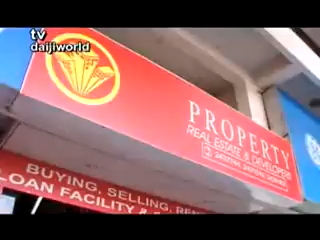 tv
daijiworld
PROPERTY
REAL ESTATE & DEVELOPERS
BUYING, SELLING,
LOAN FACILITY &